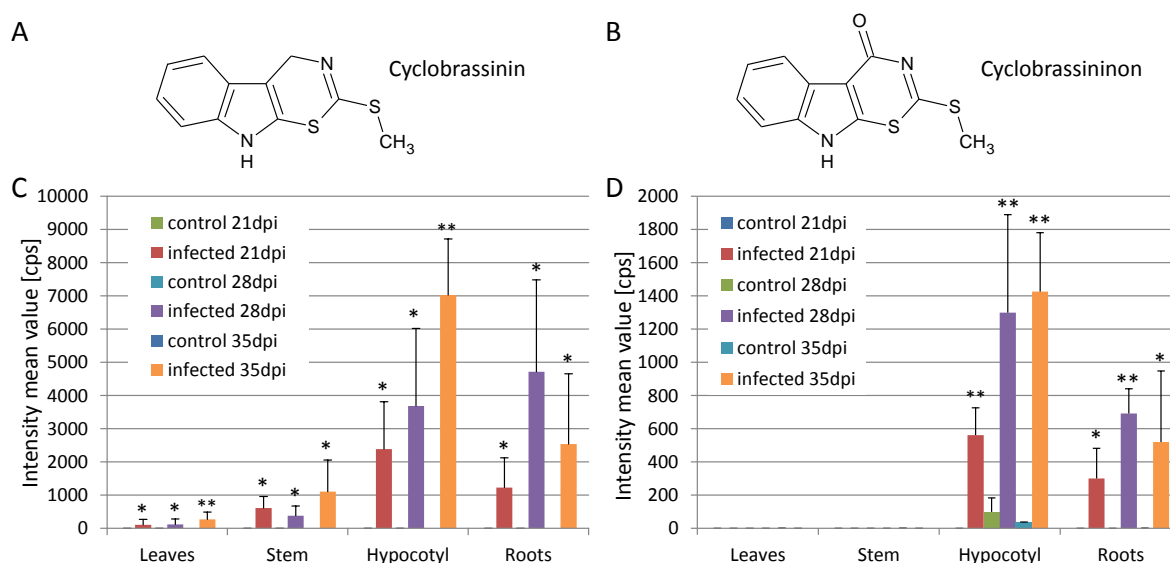 A
Cyclobrassinin
N
S
S
N
H
CH3
B
Cyclobrassininon
O
N
S
S
N
H
CH3
C
Intensity mean value [cps]
10000
9000
8000
7000
6000
5000
4000
3000
2000
1000
0
control 21dpi
infected 21dpi
control 28dpi
infected 28dpi
control 35dpi
infected 35dpi
* * **
* * *
* * **
* * *
Leaves Stem Hypocotyl Roots
D
Intensity mean value [cps]
2000
1800
1600
1400
1200
1000
800
600
400
200
0
control 21dpi
infected 21dpi
control 28dpi
infected 28dpi
control 35dpi
infected 35dpi
** ** **
* ** *
Leaves Stem Hypocotyl Roots